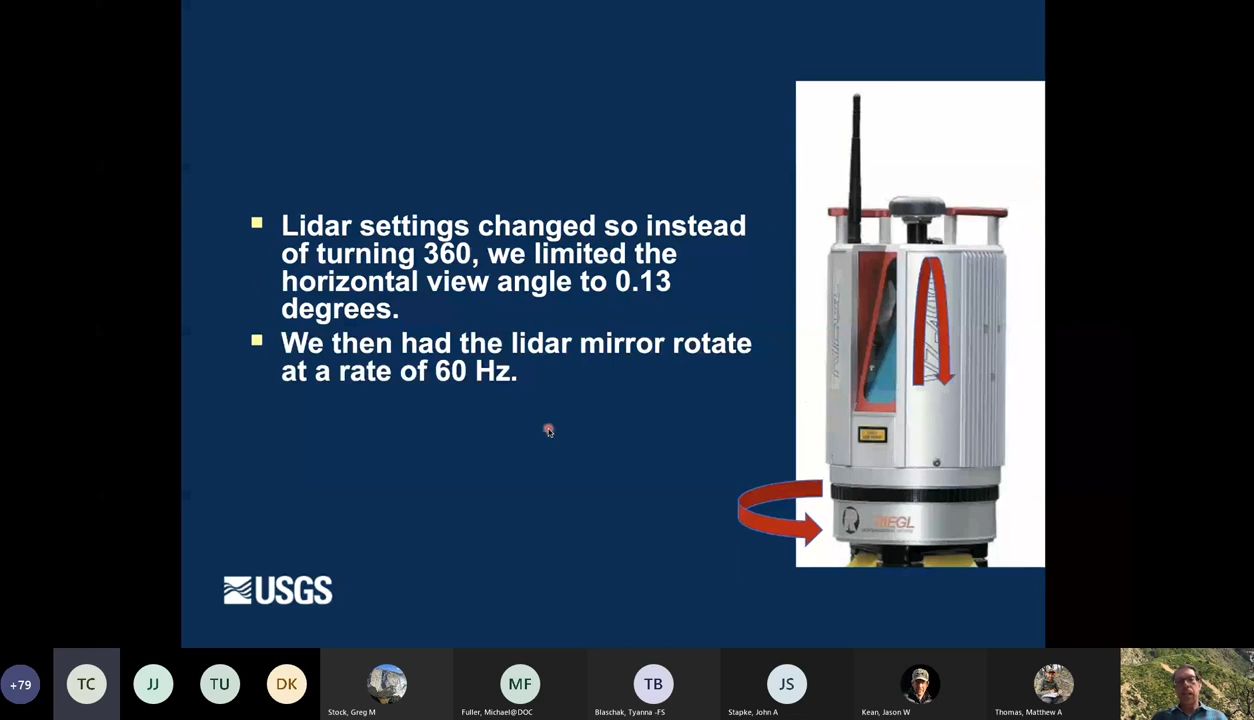 Lidar settings changed so instead
of turning 360, we limited the
horizontal view angle to 0.13
degrees.
We then had the lidar mirror rotate
at a rate of 60 Hz.
RIEGL
USGS
+79
TC
JJ
TU
DK
Stock, Greg M
MF
Fuller, Michael@DOC
TB
Blaschak, Tyanna -FS
JS
Stapke, John A
Kean, Jason W
Thomas, Matthew A